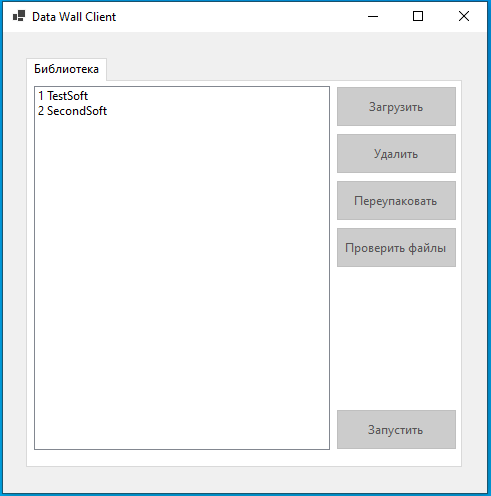 Data Wall Client
Библиотека
1 TestSoft
2 SecondSoft
Загрузить
Удалить
Переупаковать
Проверить файлы
Запустить